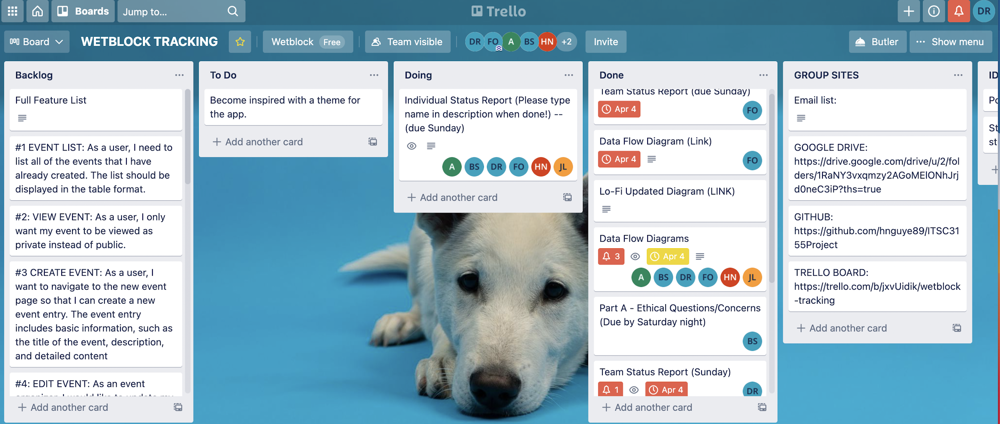 Boards
Jump to...
Trello
DR
Board
WETBLOCK TRACKING
Wetblock Free
Team visible
DR FO A BS HN +2
Invite
Butler
... Show menu
Backlog
Full Feature List
#1 EVENT LIST: As a user, I need to
list all of the events that I have
already created. The list should be
displayed in the table format.
#2: VIEW EVENT: As a user, I only
want my event to be viewed as
private instead of public.
#3 CREATE EVENT: As a user, I
want to navigate to the new event
page so that I can create a new
event entry. The event entry
includes basic information, such as
the title of the event, description,
and detailed content
#4: EDIT EVENT: As an event
organizer, I would like to update my
+ Add another card
To Do
Become inspired with a theme for
the app.
+ Add another card
Doing
Individual Status Report (Please type
name in description when done!) --
(due Sunday)
A BS DR FO HN JL
+ Add another card
Done
Team Status Report (due Sunday)
Apr 4
FO
Data Flow Diagram (Link)
Apr 4
FO
Lo-Fi Updated Diagram (LINK)
Data Flow Diagrams
3 Apr 4
A BS DR FO HN JL
Part A - Ethical Questions/Concerns
(Due by Saturday night)
BS
Team Status Report (Sunday)
1 Apr 4
DR
+ Add another card
GROUP SITES
Email list:
GOOGLE DRIVE:
https://drive.google.com/drive/u/2/fol
ders/1RaNY3vxqmzy2AGoMElONhJrj
d0neC3iP?ths=true
GITHUB:
https://github.com/hnguye89/ITSC31
55Project
TRELLO BOARD:
https://trello.com/b/jxvUidik/wetblock
-tracking
+ Add another card
ID
Po
St
st